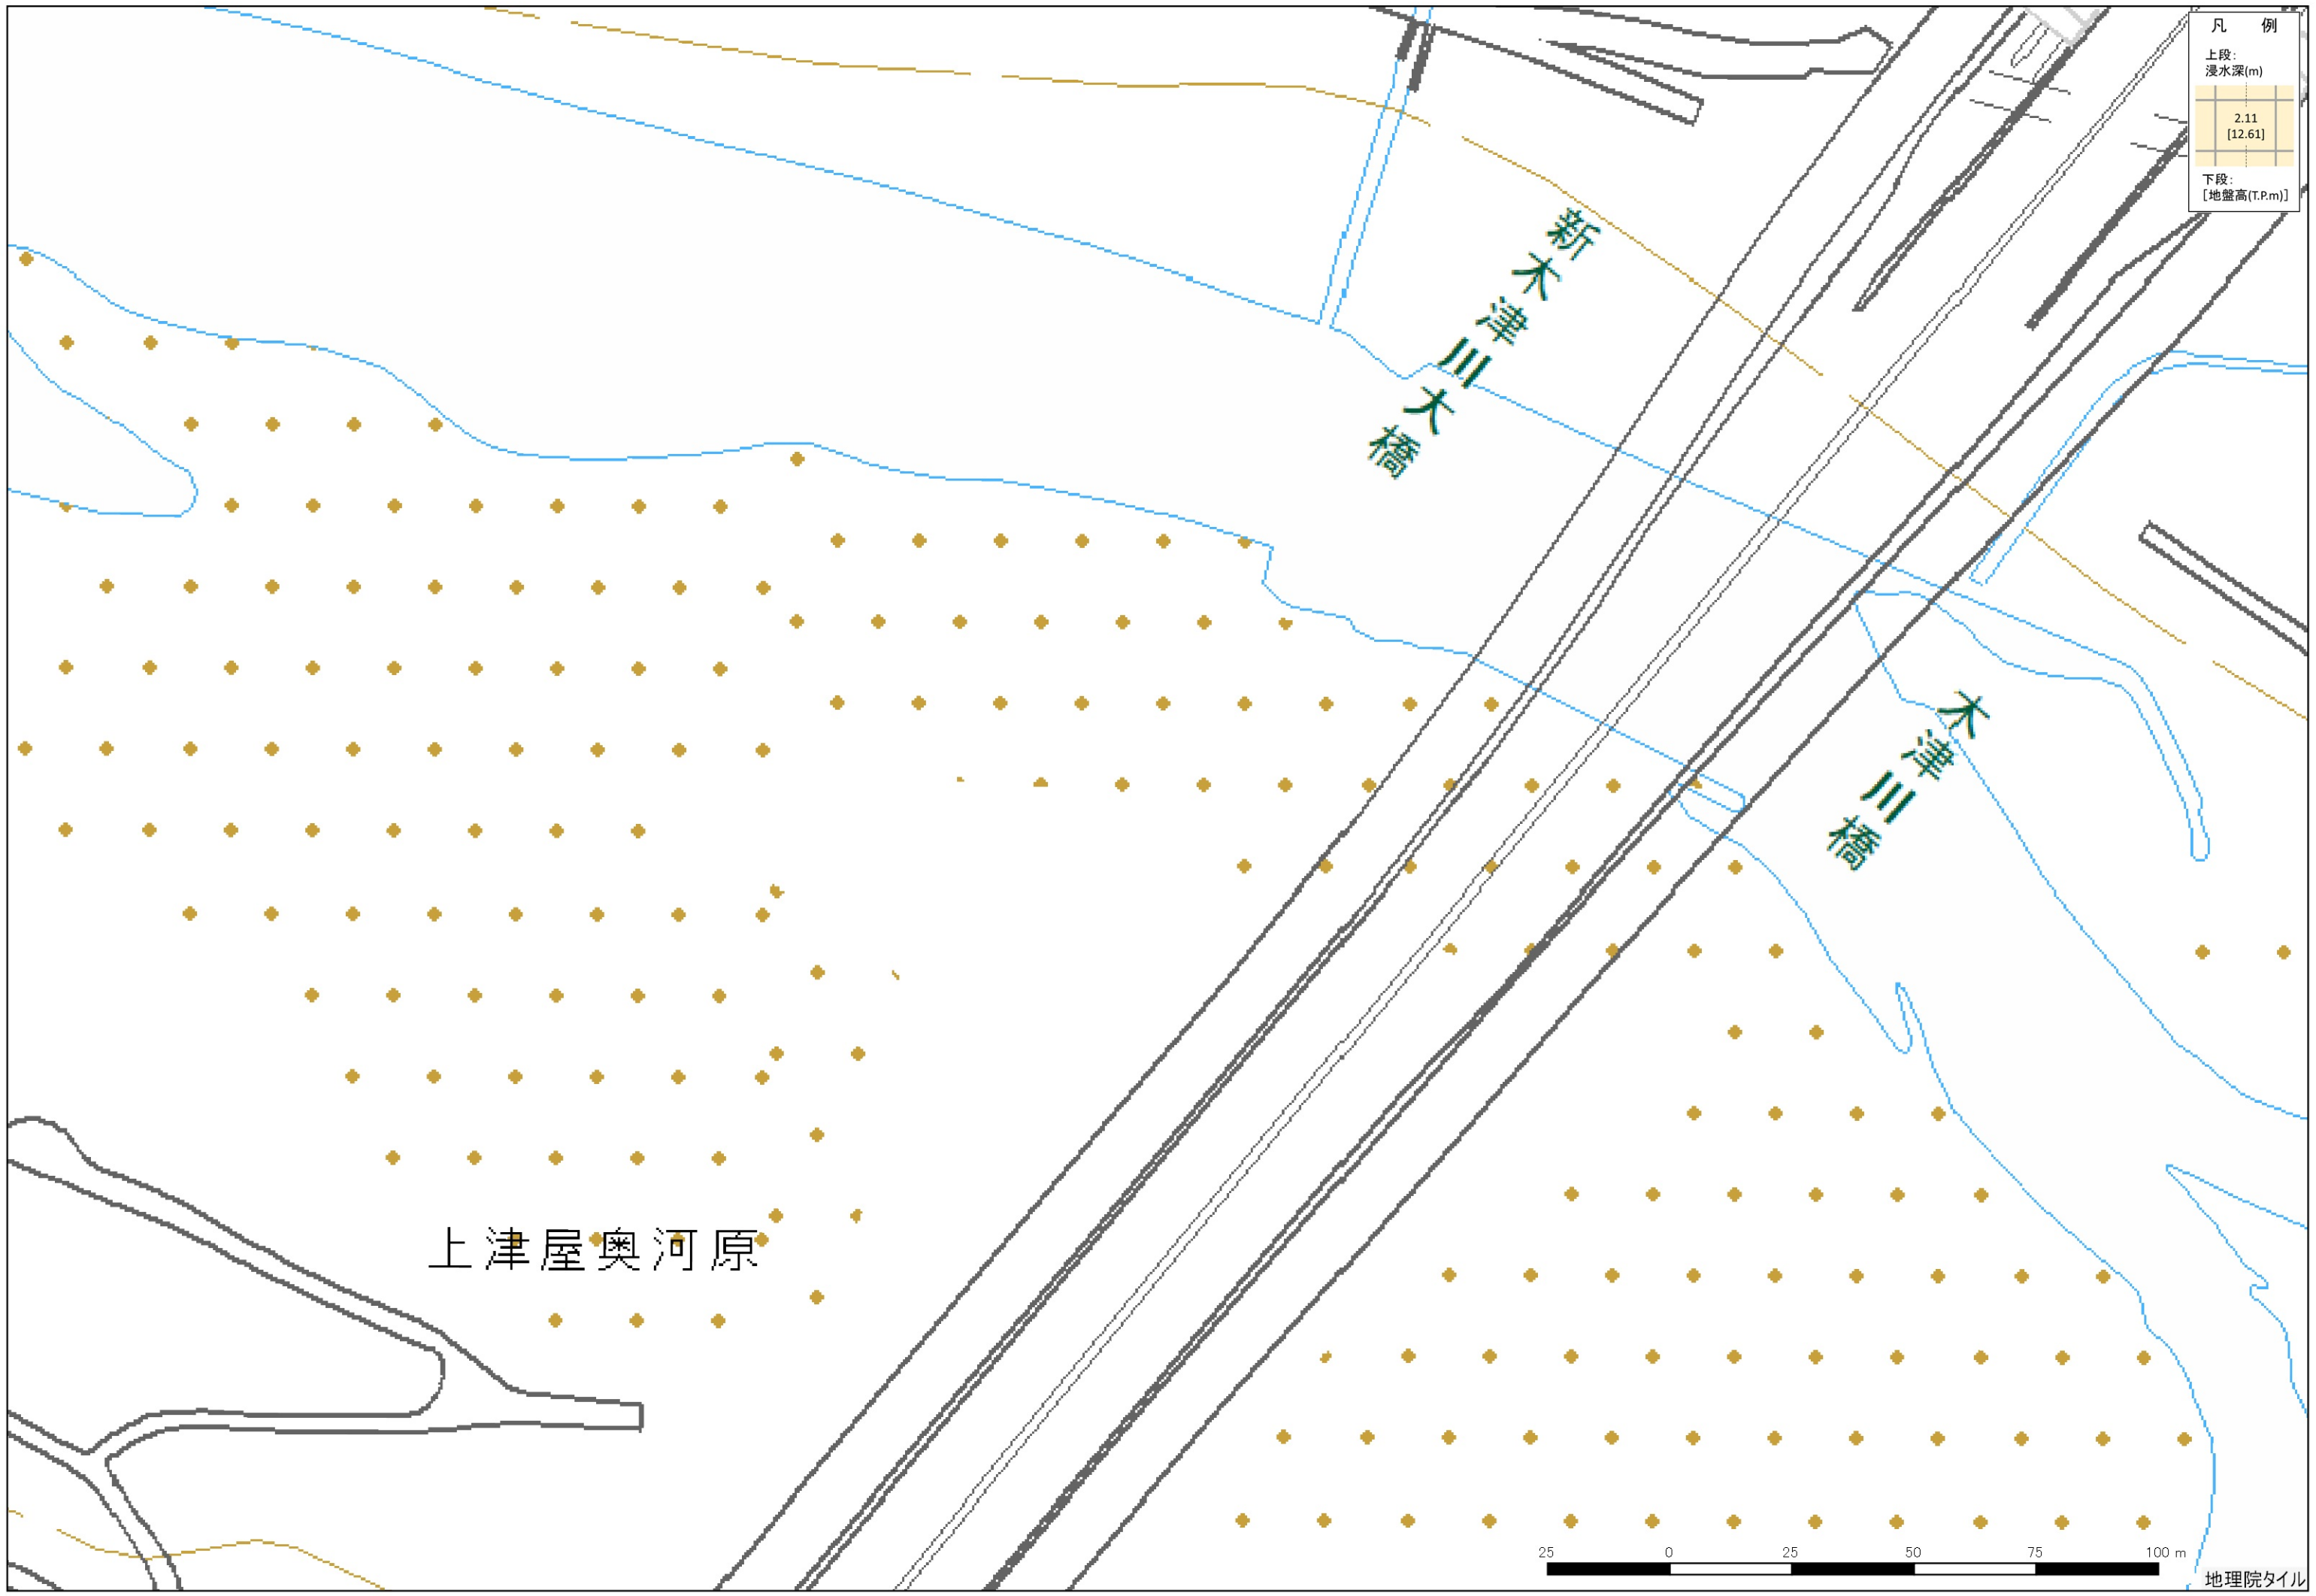 凡 例
上段:
浸水深(m)
2.11
[12.61]
下段:
[地盤高(T.P.m)]
新木津川大橋
木津川橋
上津屋奥河原
25 0 25 50 75 100 m
地理院タイル